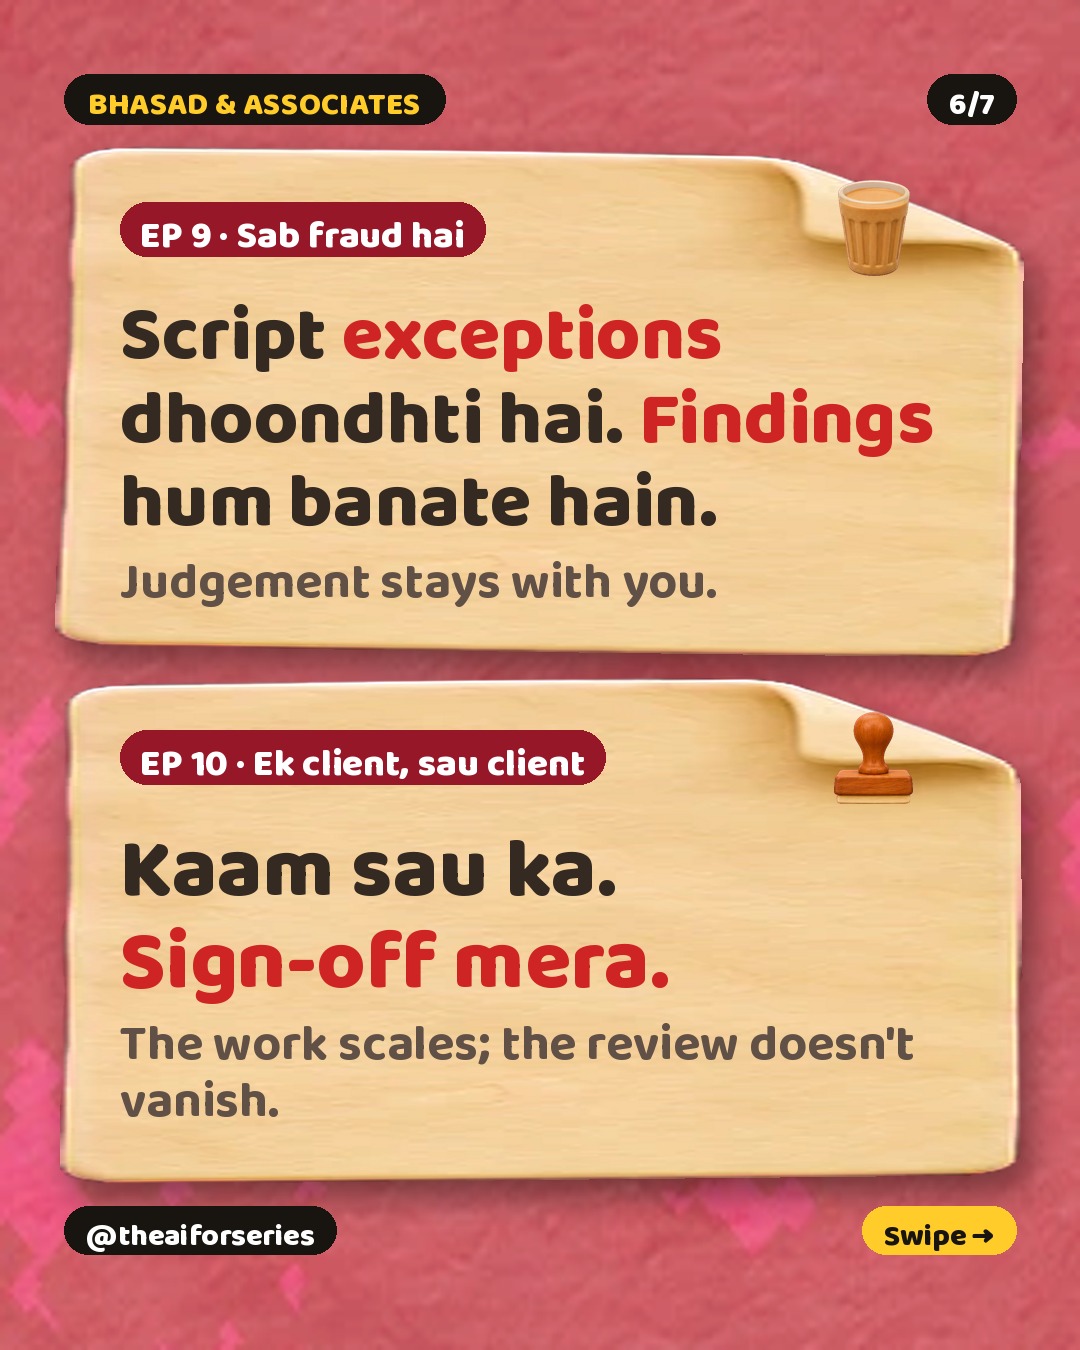 BHASAD & ASSOCIATES
6/7
EP 9 · Sab fraud hai
Script exceptions
dhoondhti hai. Findings
hum banate hain.
Judgement stays with you.
EP 10 · Ek client, sau client
Kaam sau ka.
Sign-off mera.
The work scales; the review doesn't
vanish.
@theaiforseries
Swipe →